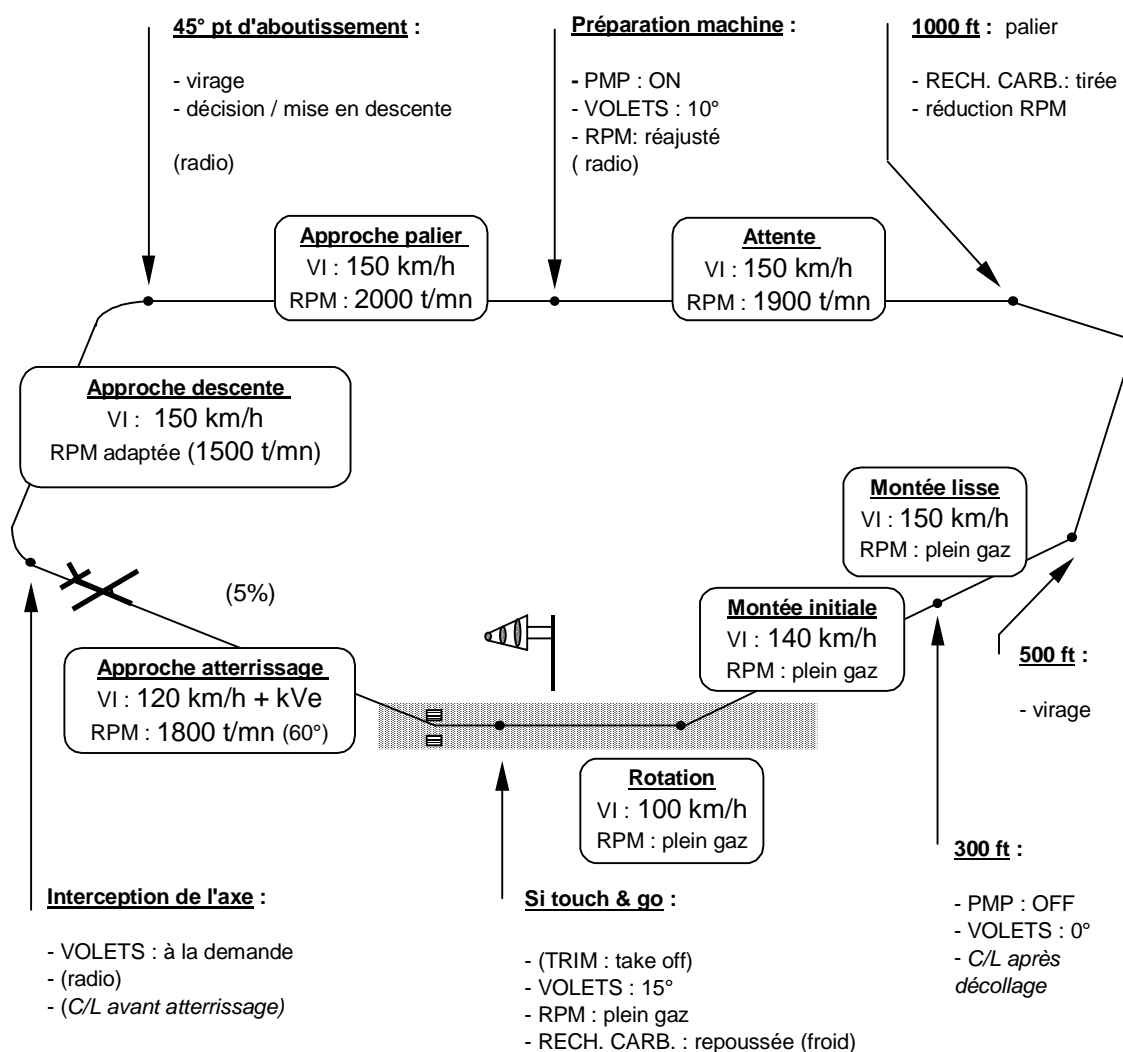 45° pt d'aboutissement :
- virage
- décision / mise en descente
(radio)
Préparation machine :
- PMP : ON
- VOLETS : 10°
- RPM: réajusté
( radio)
1000 ft : palier
- RECH. CARB.: tirée
- réduction RPM
Approche palier
VI : 150 km/h
RPM : 2000 t/mn
Attente
VI : 150 km/h
RPM : 1900 t/mn
Approche descente
VI : 150 km/h
RPM adaptée (1500 t/mn)
Montée lisse
VI : 150 km/h
RPM : plein gaz
(5%)
Montée initiale
VI : 140 km/h
RPM : plein gaz
Approche atterrissage
VI : 120 km/h + kVe
RPM : 1800 t/mn (60°)
500 ft :
- virage
Rotation
VI : 100 km/h
RPM : plein gaz
300 ft :
- PMP : OFF
- VOLETS : 0°
- C/L après
décollage
Interception de l'axe :
- VOLETS : à la demande
- (radio)
- (C/L avant atterrissage)
Si touch & go :
- (TRIM : take off)
- VOLETS : 15°
- RPM : plein gaz
- RECH. CARB. : repoussée (froid)